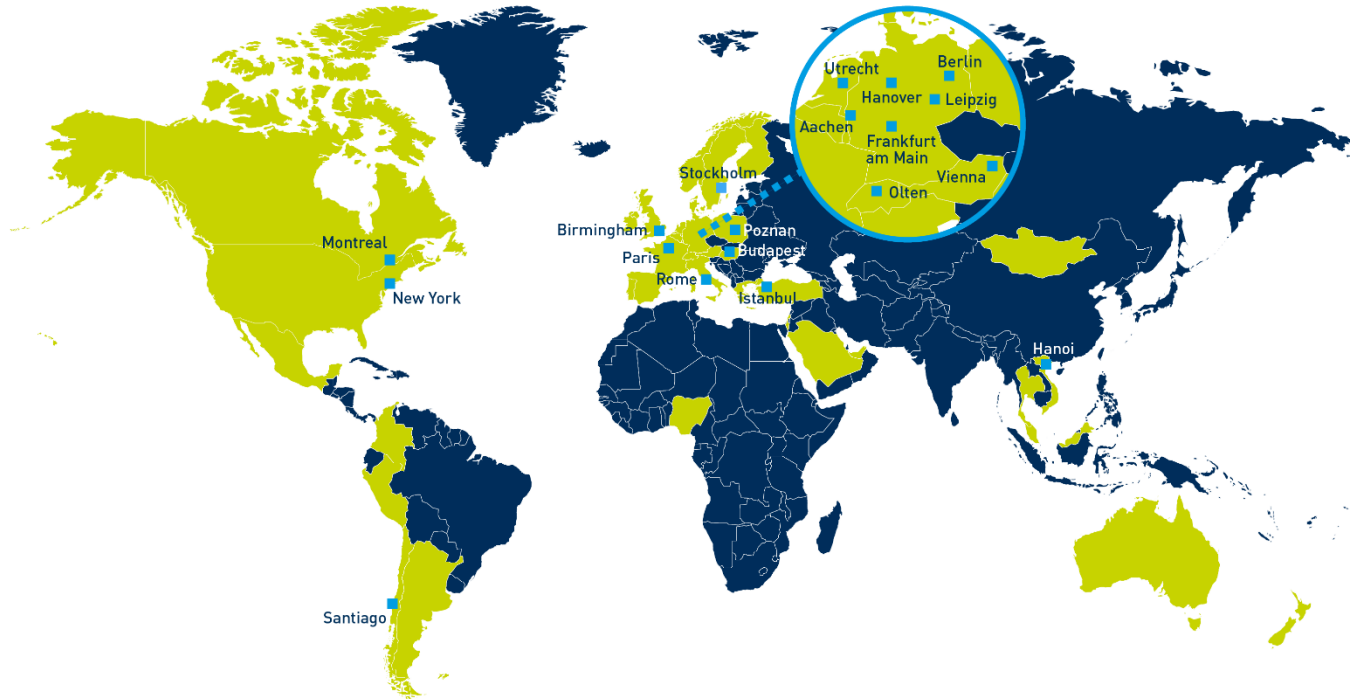 Berlin
Utrecht
Hanover
Leipzig
Aachen
Frankfurt
am Main
Vienna
Olten
Stockholm
Birmingham
Poznan
Montreal
Budapest
Paris
Rome
New York
Istanbul
Hanoi
Santiago